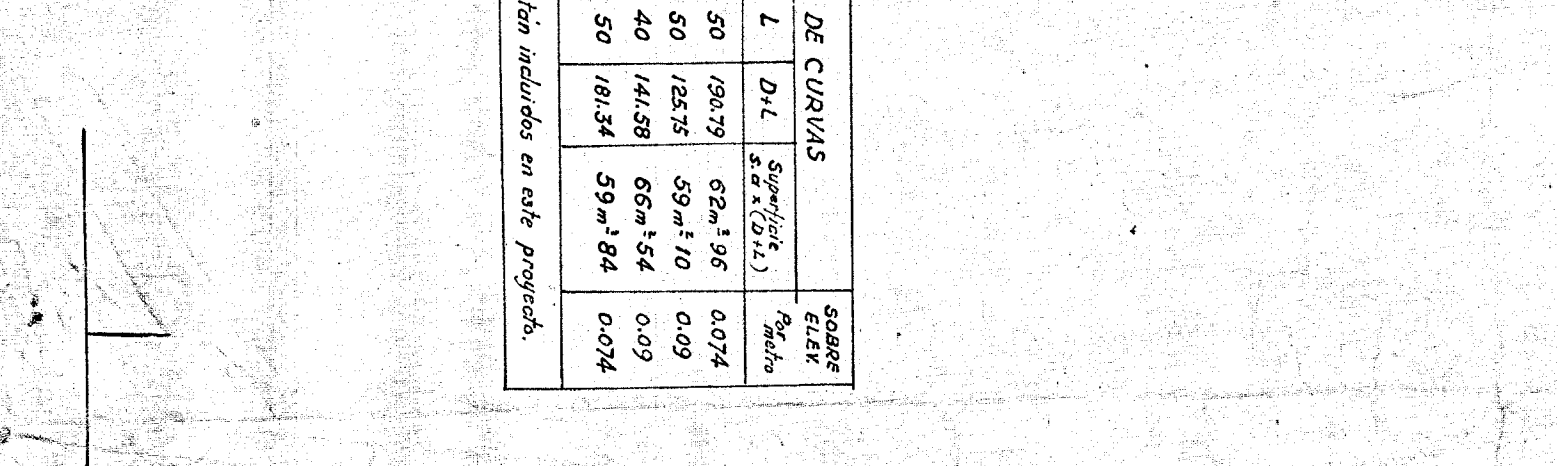 DE CURVAS
SOBRE ELEV.
L D+L Superficie s.a x (D+L) Por metro
50 190.79 62m² 96 0.074
50 125.75 59m² 10 0.09
40 141.58 66m² 54 0.09
50 181.34 59m² 84 0.074
tán incluidos en este proyecto.